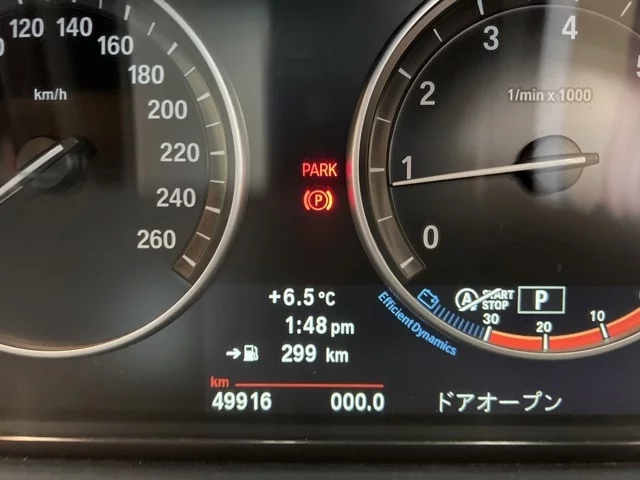 120 140
160
180
km/h
200
220
240
260
PARK
P
+6.5°C
1:48 pm
299 km
km
49916 000.0
3 4
2
1/min x 1000
1
0
A START STOP P
30 20 10
EfficientDynamics
ドアオープン